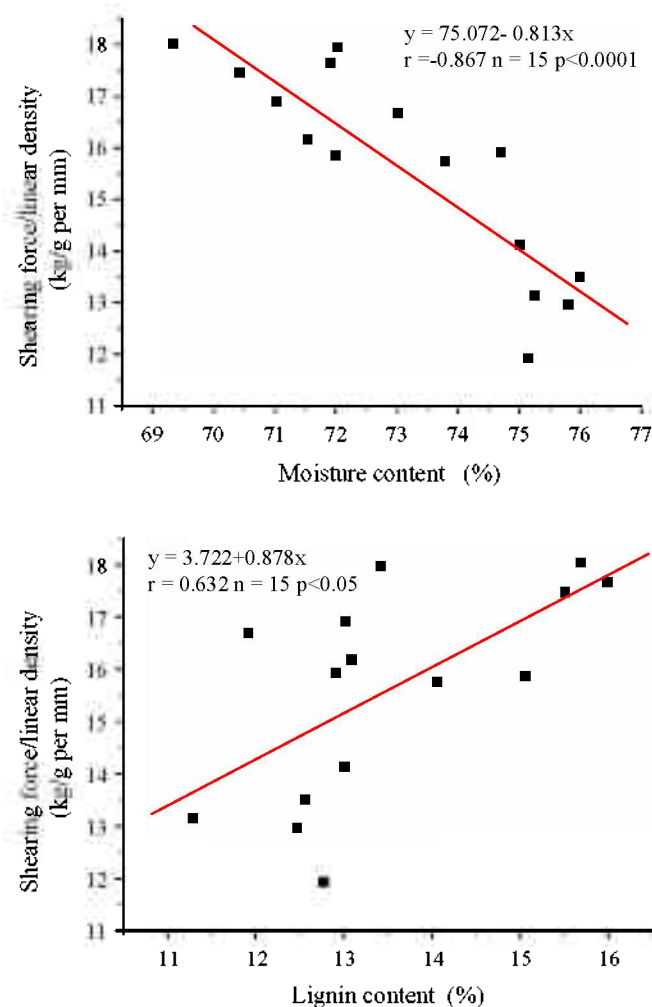 y = 75.072- 0.813x
r =-0.867 n = 15 p<0.0001
18
17
16
15
14
13
12
11
Shearing force/linear density
(kg/g per mm)
69 70 71 72 73 74 75 76 77
Moisture content (%)
y = 3.722+0.878x
r = 0.632 n = 15 p<0.05
18
17
16
15
14
13
12
11
Shearing force/linear density
(kg/g per mm)
11 12 13 14 15 16
Lignin content (%)